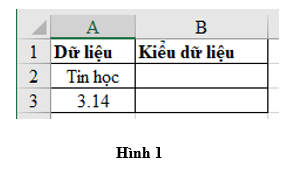 A B
1 Dữ liệu Kiểu dữ liệu
2 Tin học
3 3.14
Hình 1